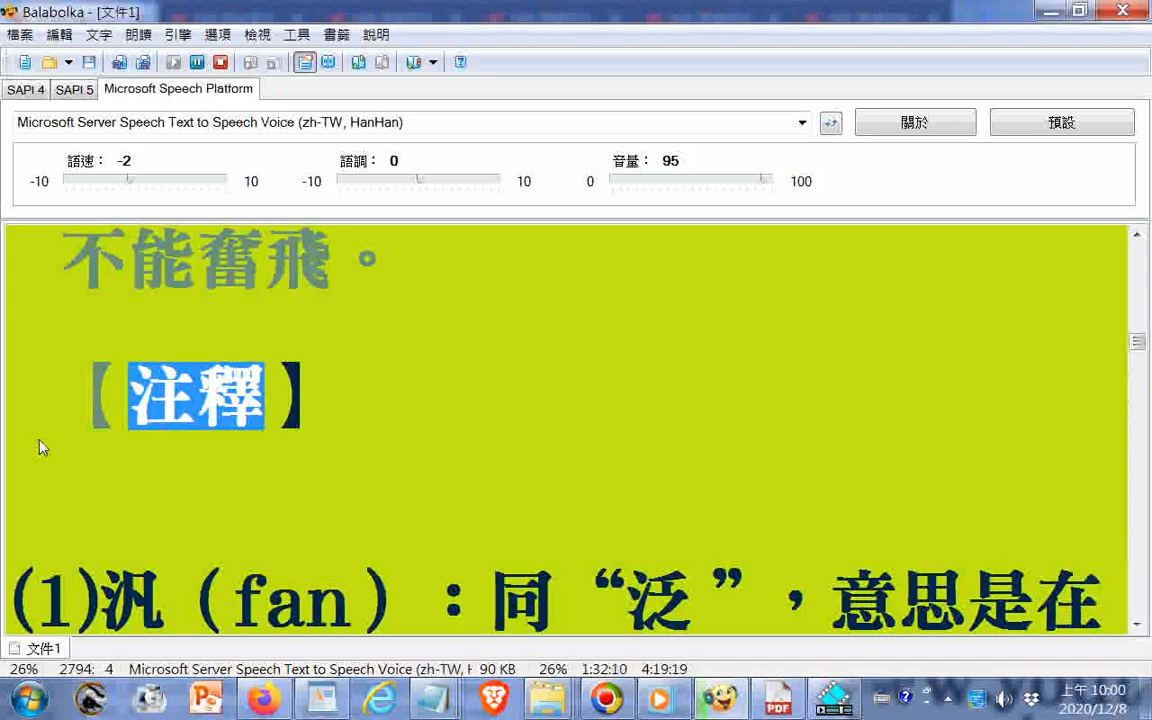 Balabolka - [文件1]
檔案 編輯 文字 朗讀 引擎 選項 檢視 工具 書籤 說明
SAPI 4 SAPI 5 Microsoft Speech Platform
Microsoft Server Speech Text to Speech Voice (zh-TW, HanHan) 關於 預設
語速： -2 語調： 0 音量： 95
-10 10 -10 10 0 100
不能奮飛。
【注釋】
(1)汎（fan）：同“泛”，意思是在
文件1
26% 2794: 4 Microsoft Server Speech Text to Speech Voice (zh-TW, H 90 KB 26% 1:32:10 4:19:19
上午 10:00
2020/12/8